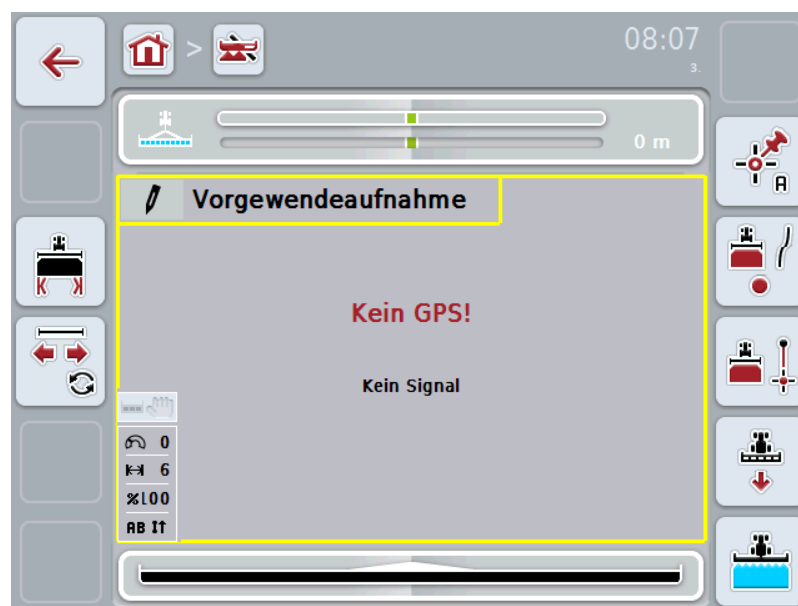 >
08:07
3.
0 m
A
Vorgewendeaufnahme
Kein GPS!
Kein Signal
0
6
%100
AB